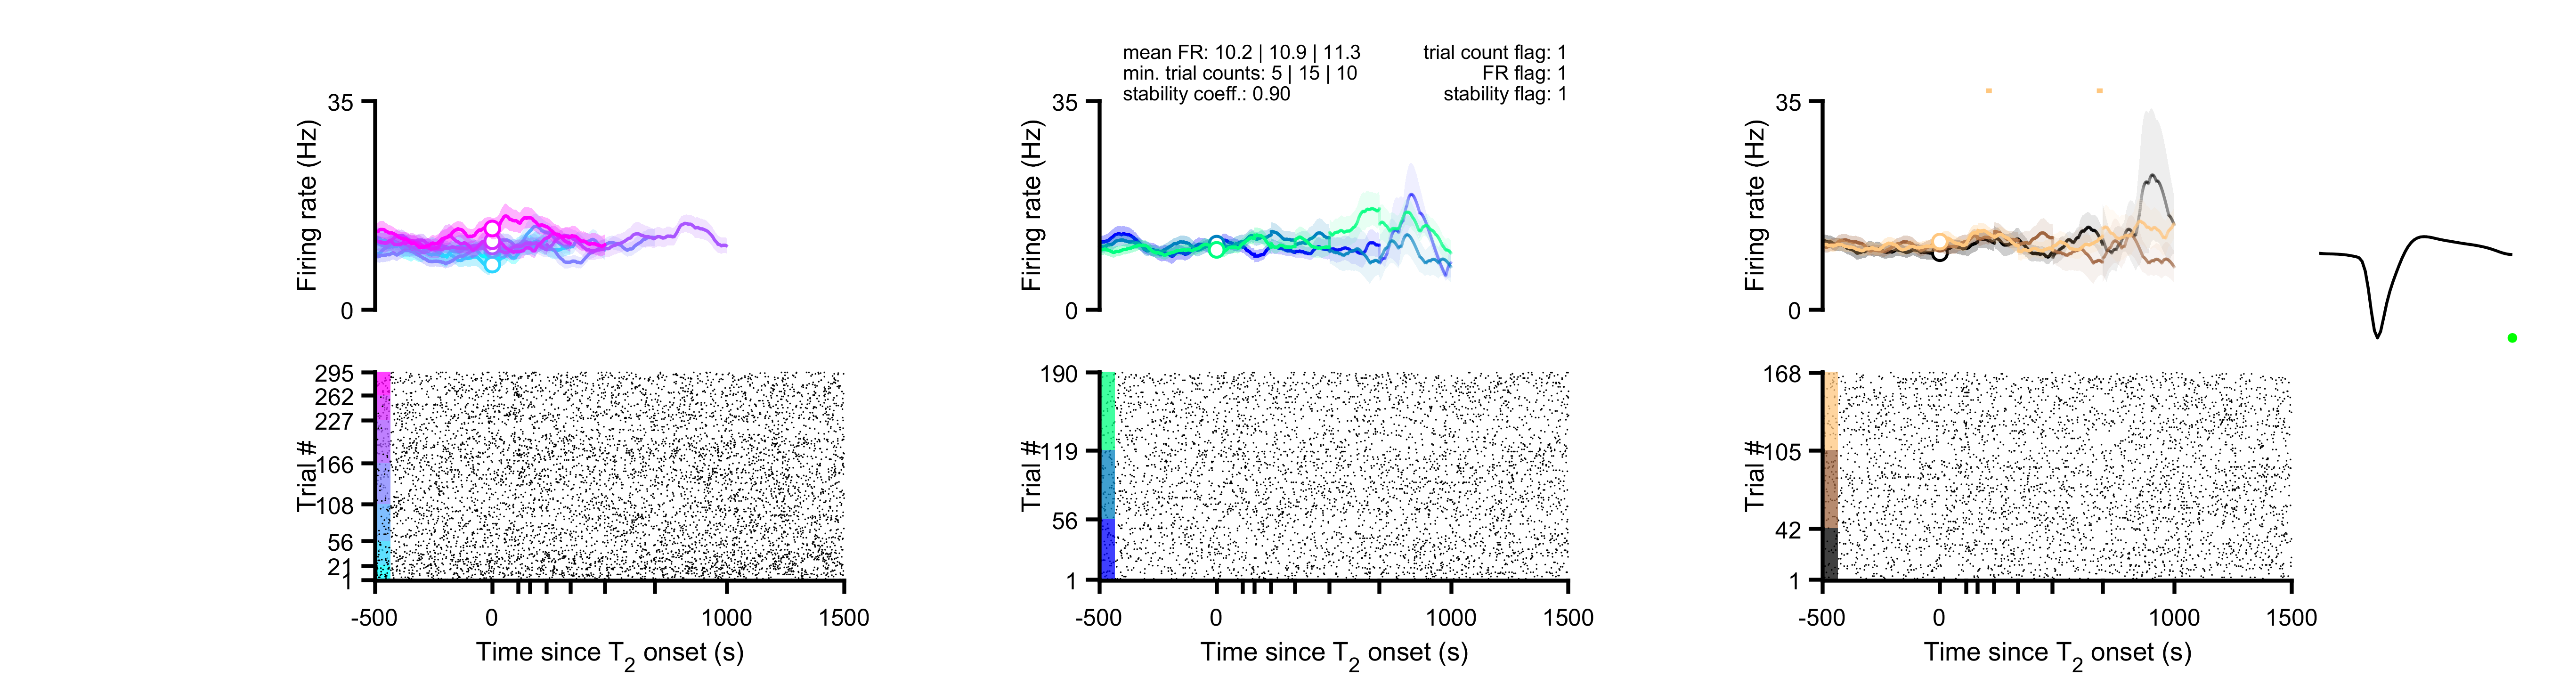 mean FR: 10.2 | 10.9 | 11.3
min. trial counts: 5 | 15 | 10
stability coeff.: 0.90
trial count flag: 1
FR flag: 1
stability flag: 1
35
Firing rate (Hz)
0
35
Firing rate (Hz)
0
35
Firing rate (Hz)
0
295
262
227
166
108
56
21
1
Trial #
-500
0
1000
1500
Time since T2 onset (s)
190
119
56
1
Trial #
-500
0
1000
1500
Time since T2 onset (s)
168
105
42
1
Trial #
-500
0
1000
1500
Time since T2 onset (s)